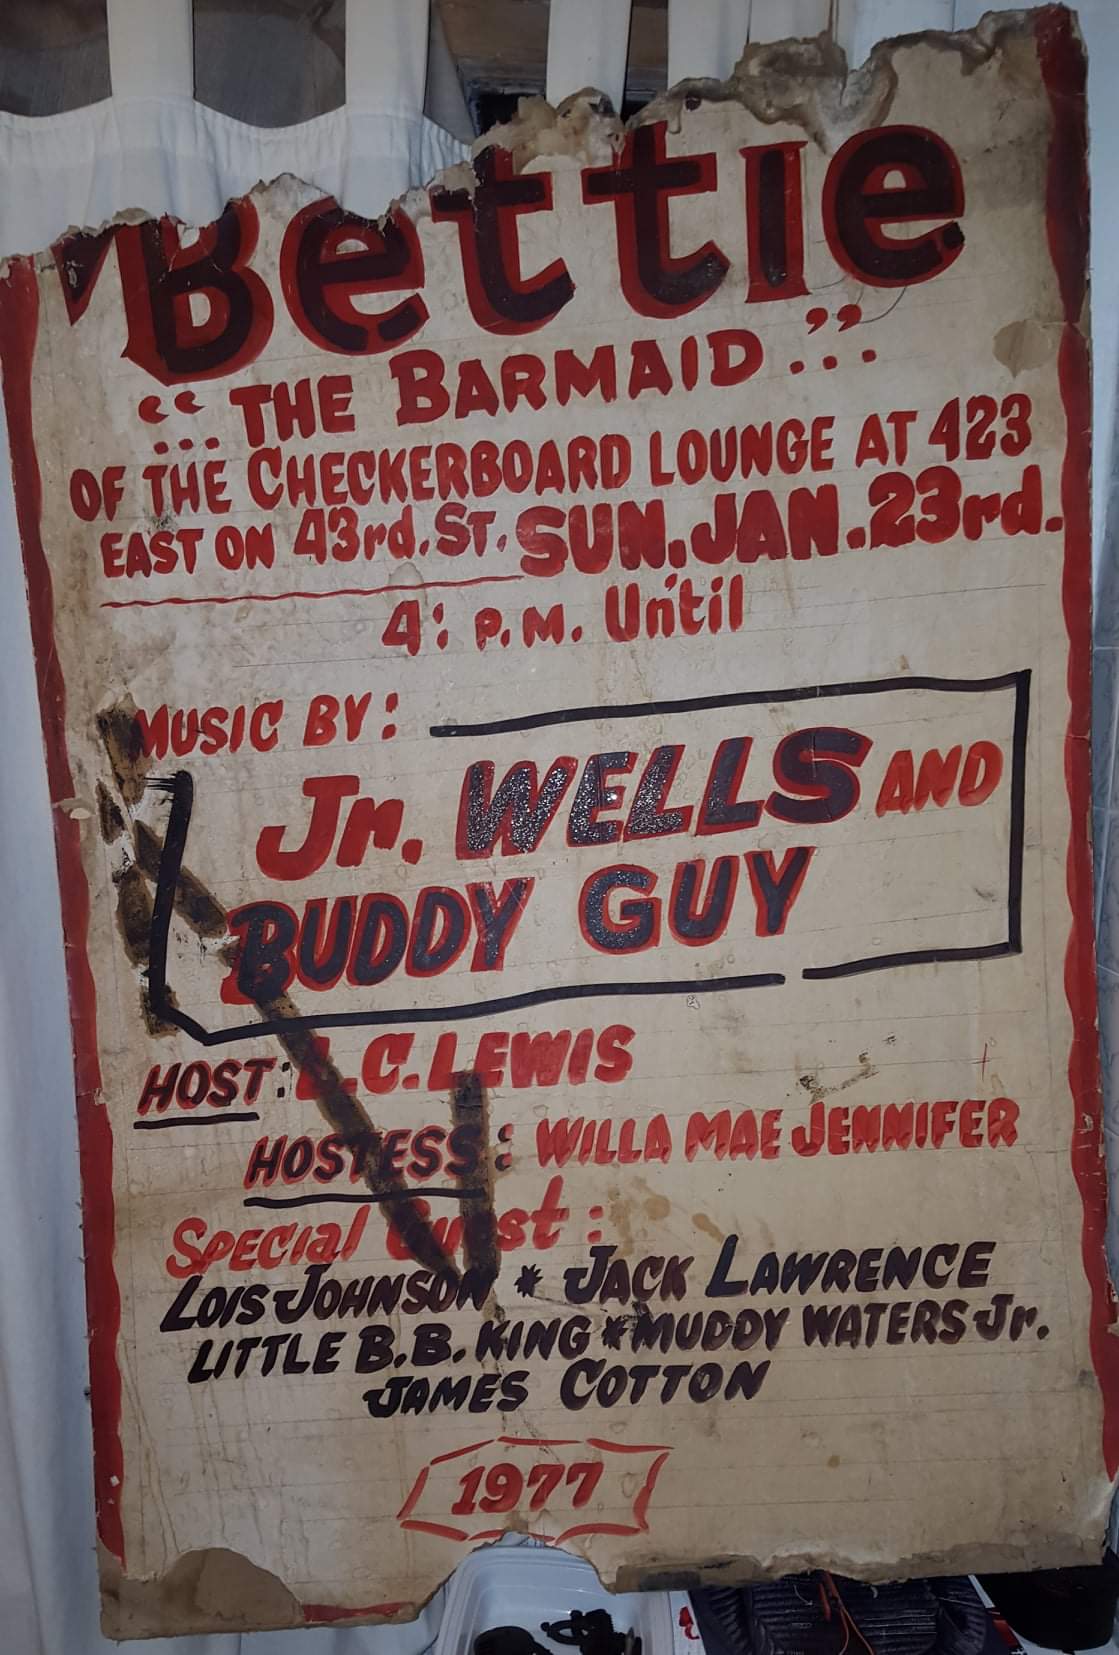 Bettie
“...THE BARMAID...”
OF THE CHECKERBOARD LOUNGE AT 423
EAST ON 43rd. ST. SUN. JAN. 23rd.
4: P.M. Un'til
MUSIC BY:
Jr. WELLS AND
BUDDY GUY
HOST: L.C. LEWIS
HOSTESS: WILLA MAE JENNIFER
SPECIal Guest:
LOIS JOHNSON * JACK LAWRENCE
LITTLE B.B. KING * MUDDY WATERS Jr.
JAMES COTTON
1977